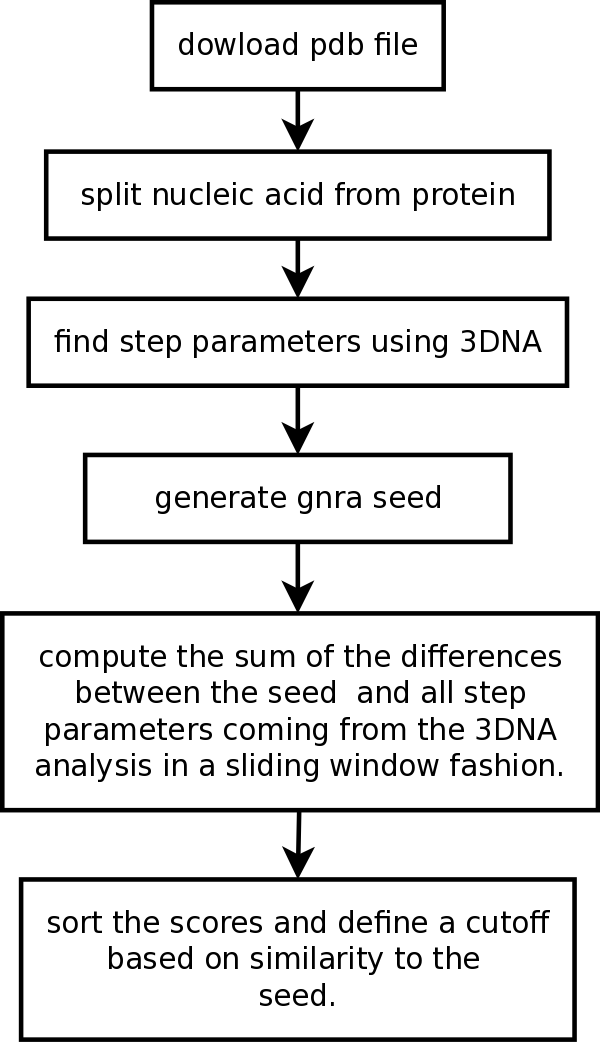 dowload pdb file
split nucleic acid from protein
find step parameters using 3DNA
generate gnra seed
compute the sum of the differences
between the seed  and all step
parameters coming from the 3DNA
analysis in a sliding window fashion.
sort the scores and define a cutoff
based on similarity to the
seed.